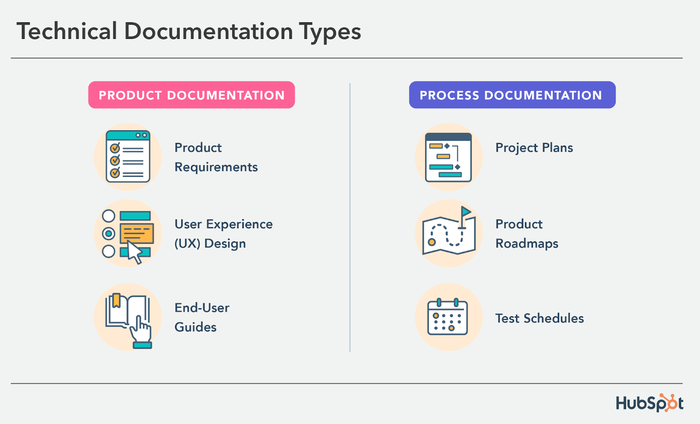 Technical Documentation Types
PRODUCT DOCUMENTATION
Product
Requirements
User Experience
(UX) Design
End-User
Guides
PROCESS DOCUMENTATION
Project Plans
Product
Roadmaps
Test Schedules
HubSpot